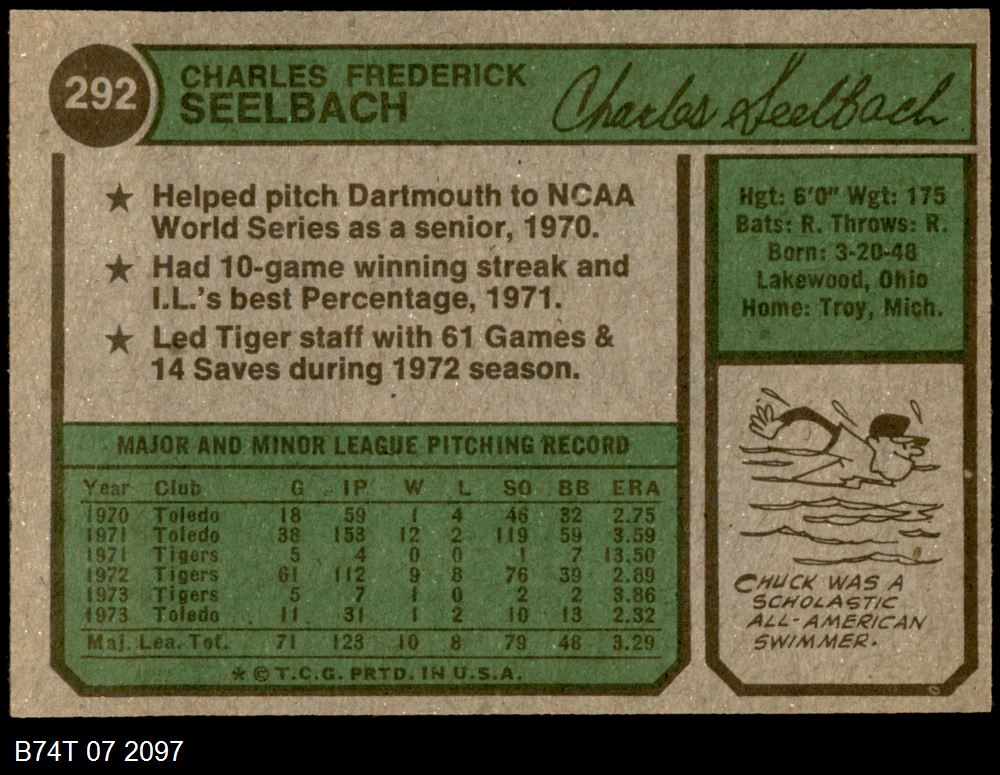 292
CHARLES FREDERICK
SEELBACH
Charles Seelbach
★ Helped pitch Dartmouth to NCAA
World Series as a senior, 1970.
★ Had 10-game winning streak and
I.L.'s best Percentage, 1971.
★ Led Tiger staff with 61 Games &
14 Saves during 1972 season.
Hgt: 6'0" Wgt: 175
Bats: R. Throws: R.
Born: 3-20-48
Lakewood, Ohio
Home: Troy, Mich.
MAJOR AND MINOR LEAGUE PITCHING RECORD
Year Club G IP W L SO BB ERA
1970 Toledo 18 59 1 4 46 32 2.75
1971 Toledo 38 153 12 2 119 59 3.59
1971 Tigers 5 4 0 0 1 7 13.50
1972 Tigers 61 112 9 8 76 39 2.89
1973 Tigers 5 7 1 0 2 2 3.86
1973 Toledo 11 31 1 2 10 13 2.32
Maj. Lea. Tot. 71 123 10 8 79 48 3.29
* © T.C.G. PRTD. IN U.S.A.
CHUCK WAS A
SCHOLASTIC
ALL-AMERICAN
SWIMMER.
B74T 07 2097